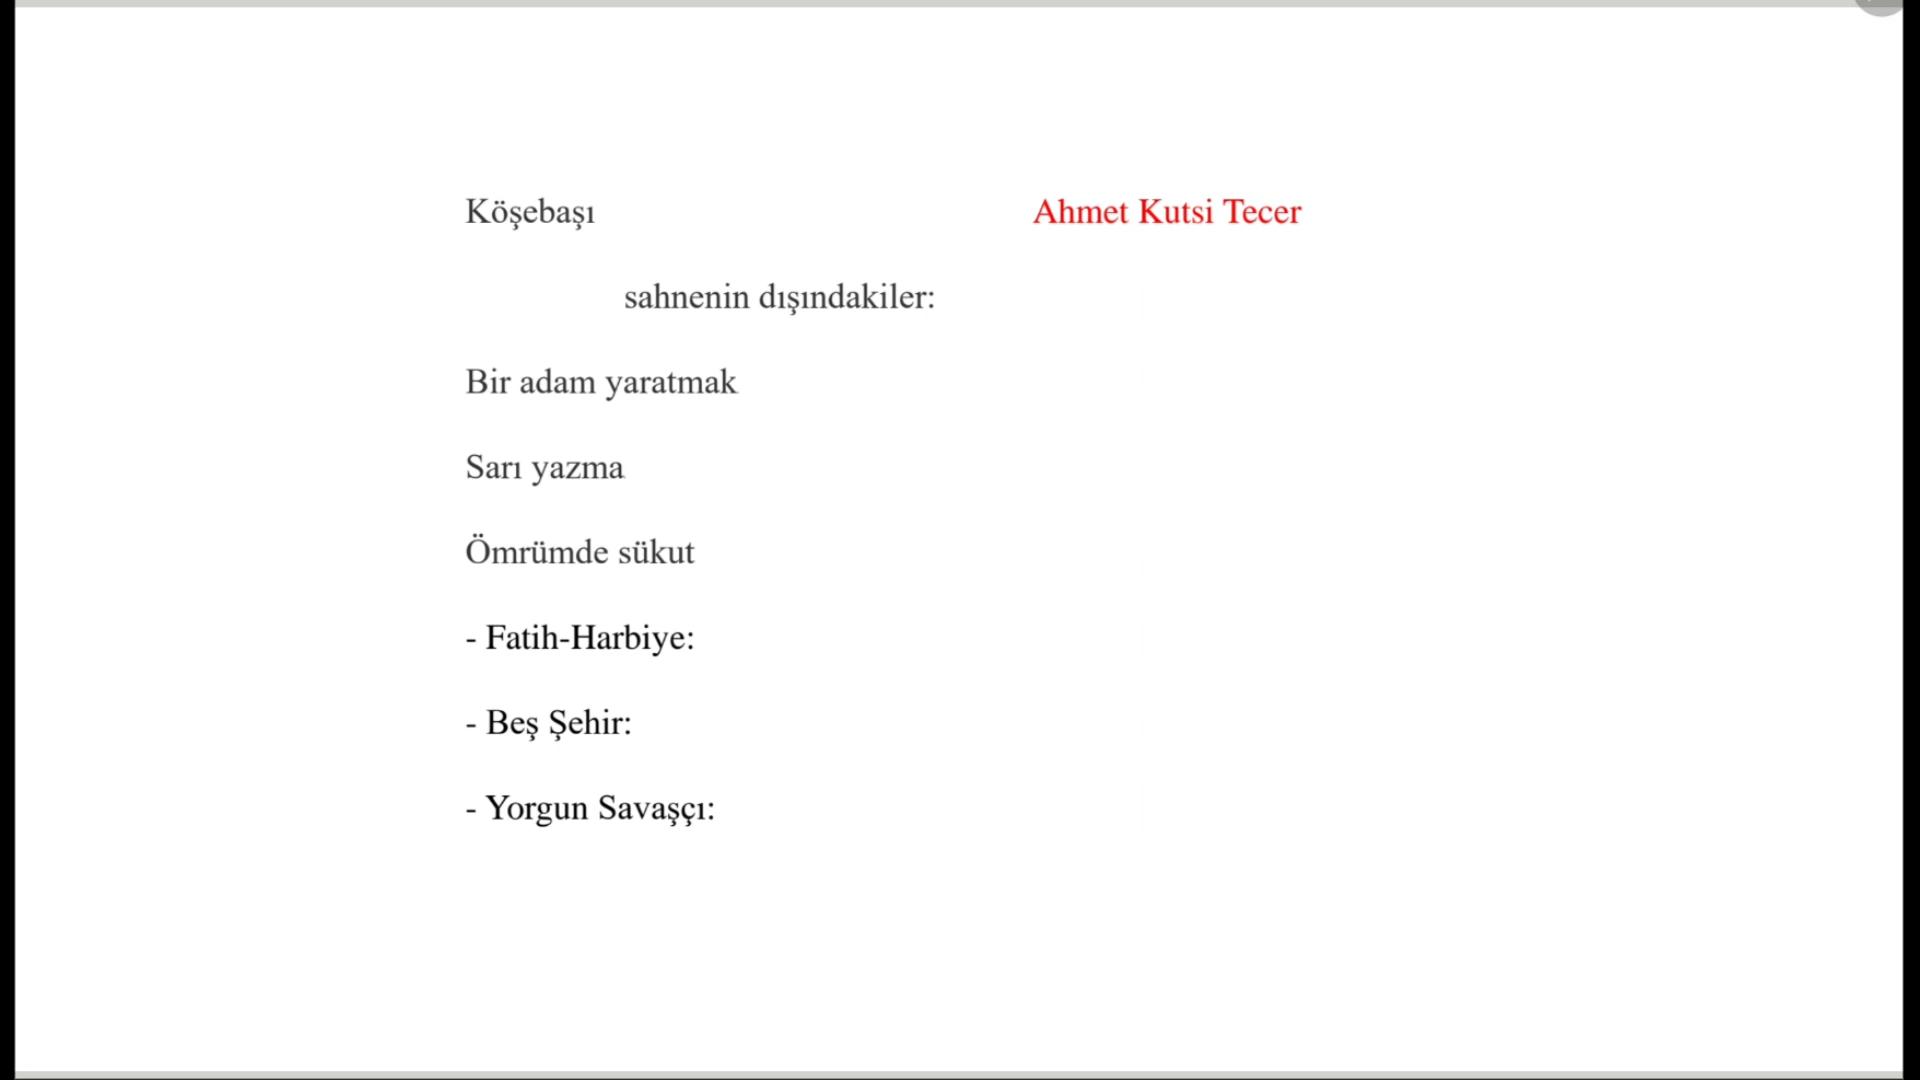 Köşebaşı Ahmet Kutsi Tecer
sahnenin dışındakiler:
Bir adam yaratmak
Sarı yazma
Ömrümde sükut
- Fatih-Harbiye:
- Beş Şehir:
- Yorgun Savaşçı: